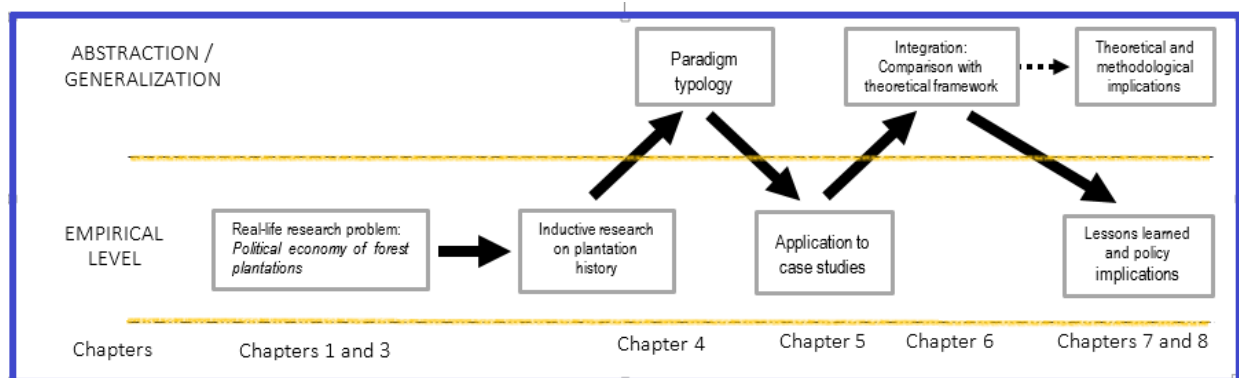 ABSTRACTION /
GENERALIZATION
Paradigm
typology
Integration:
Comparison with
theoretical framework
Theoretical and
methodological
implications
EMPIRICAL
LEVEL
Real-life research problem:
Political economy of forest
plantations
Inductive research
on plantation
history
Application to
case studies
Lessons learned
and policy
implications
Chapters
Chapters 1 and 3
Chapter 4
Chapter 5
Chapter 6
Chapters 7 and 8